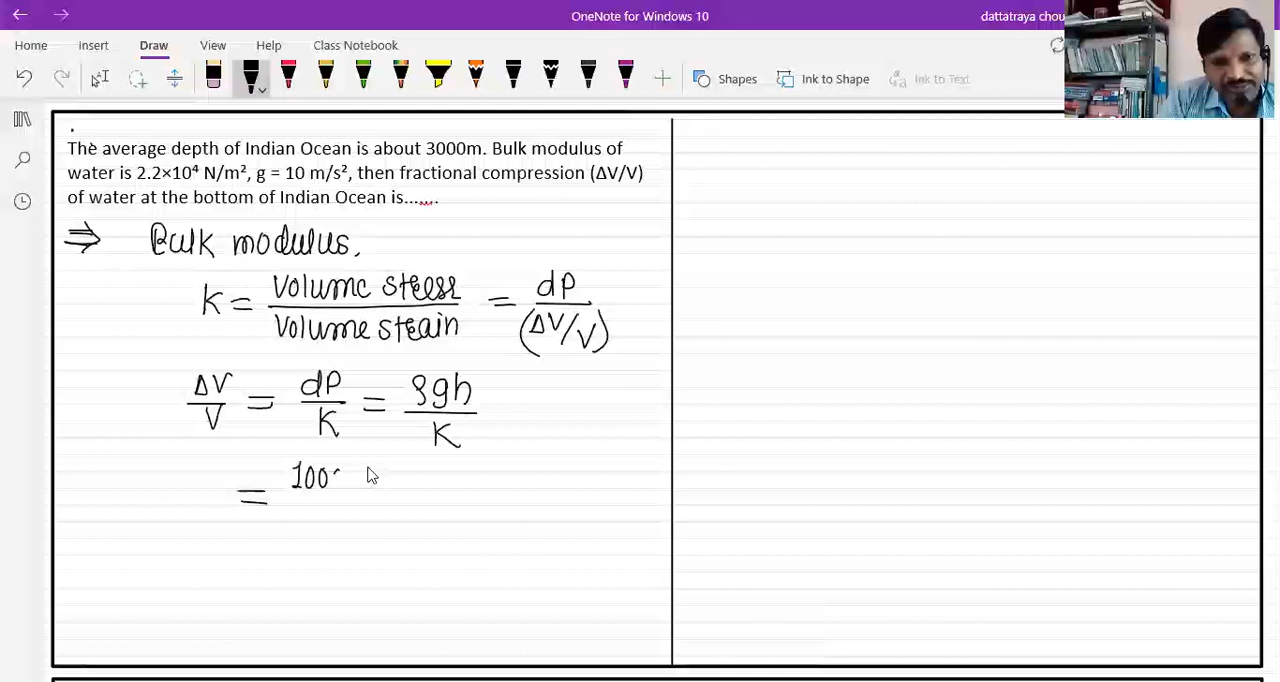 OneNote for Windows 10
dattatraya chou
Home Insert Draw View Help Class Notebook
Shapes Ink to Shape Ink to Text
The average depth of Indian Ocean is about 3000m. Bulk modulus of
water is 2.2×10⁴ N/m², g = 10 m/s², then fractional compression (ΔV/V)
of water at the bottom of Indian Ocean is.......
⇒ Bulk modulus.
K = Volume stress / Volume strain = dP / (ΔV/V)
ΔV/V = dP/K = ρgh/K
= 100